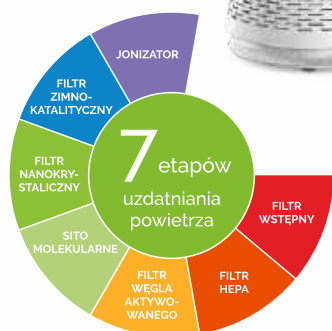 JONIZATOR
FILTR
ZIMNO-
KATALITYCZNY
FILTR
NANOKRY-
STALICZNY
SITO
MOLEKULARNE
FILTR
WĘGLA
AKTYWO-
WANEGO
FILTR
HEPA
FILTR
WSTĘPNY
7 etapów
uzdatniania
powietrza